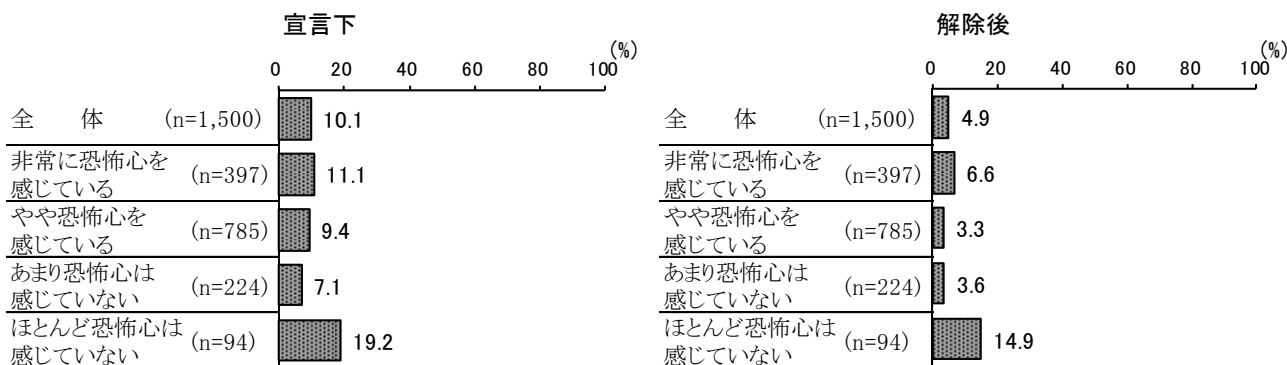 宣言下
(%)
0 20 40 60 80 100
全 体 (n=1,500) 10.1
非常に恐怖心を
感じている (n=397) 11.1
やや恐怖心を
感じている (n=785) 9.4
あまり恐怖心は
感じていない (n=224) 7.1
ほとんど恐怖心は
感じていない (n=94) 19.2
解除後
(%)
0 20 40 60 80 100
全 体 (n=1,500) 4.9
非常に恐怖心を
感じている (n=397) 6.6
やや恐怖心を
感じている (n=785) 3.3
あまり恐怖心は
感じていない (n=224) 3.6
ほとんど恐怖心は
感じていない (n=94) 14.9